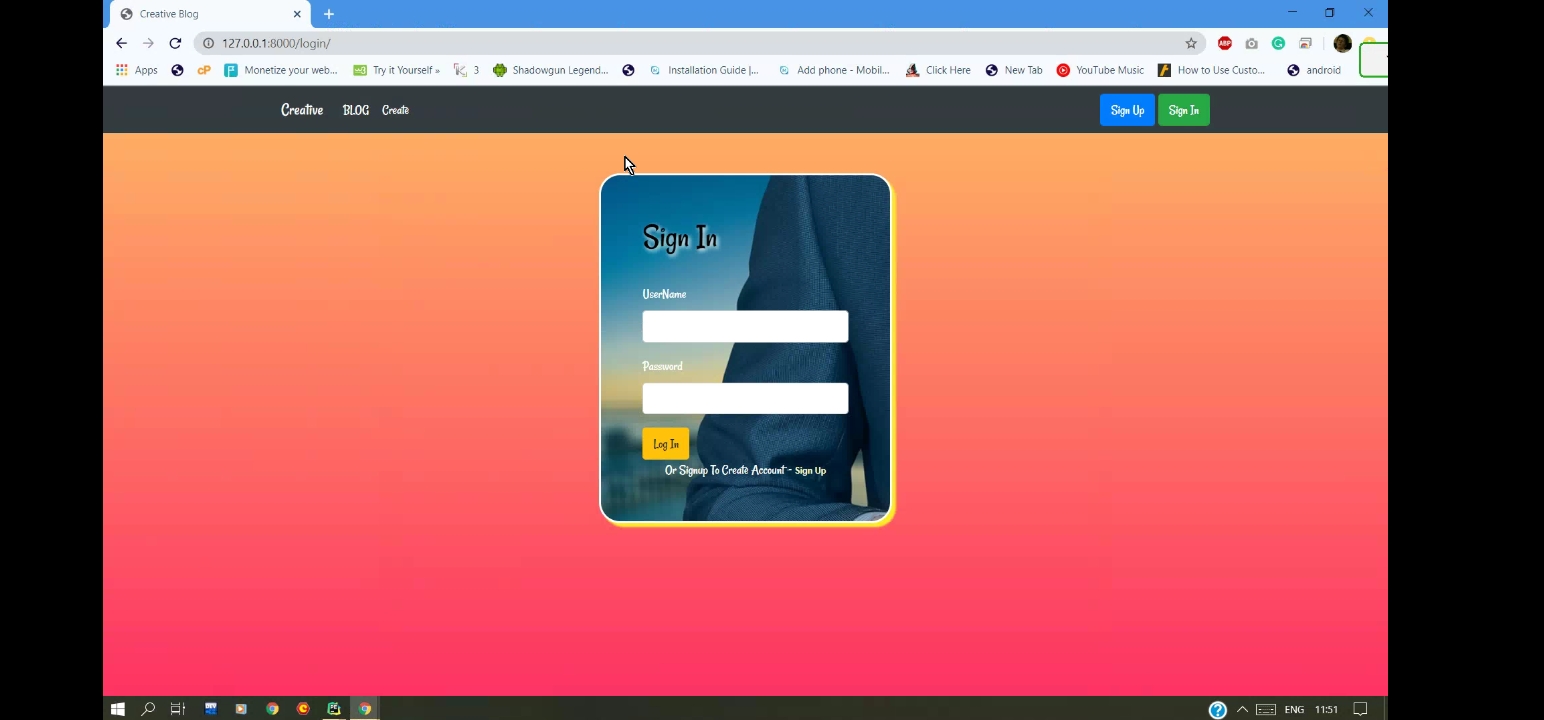 Creative Blog
127.0.0.1:8000/login/
ABP
Apps
cP
Monetize your web...
Try it Yourself »
3
Shadowgun Legend...
Installation Guide |...
Add phone - Mobil...
Click Here
New Tab
YouTube Music
How to Use Custo...
android
Creative BLOG Create
Sign Up Sign In
Sign In
UserName
Password
Log In
Or Signup To Create Account - Sign Up
ENG 11:51